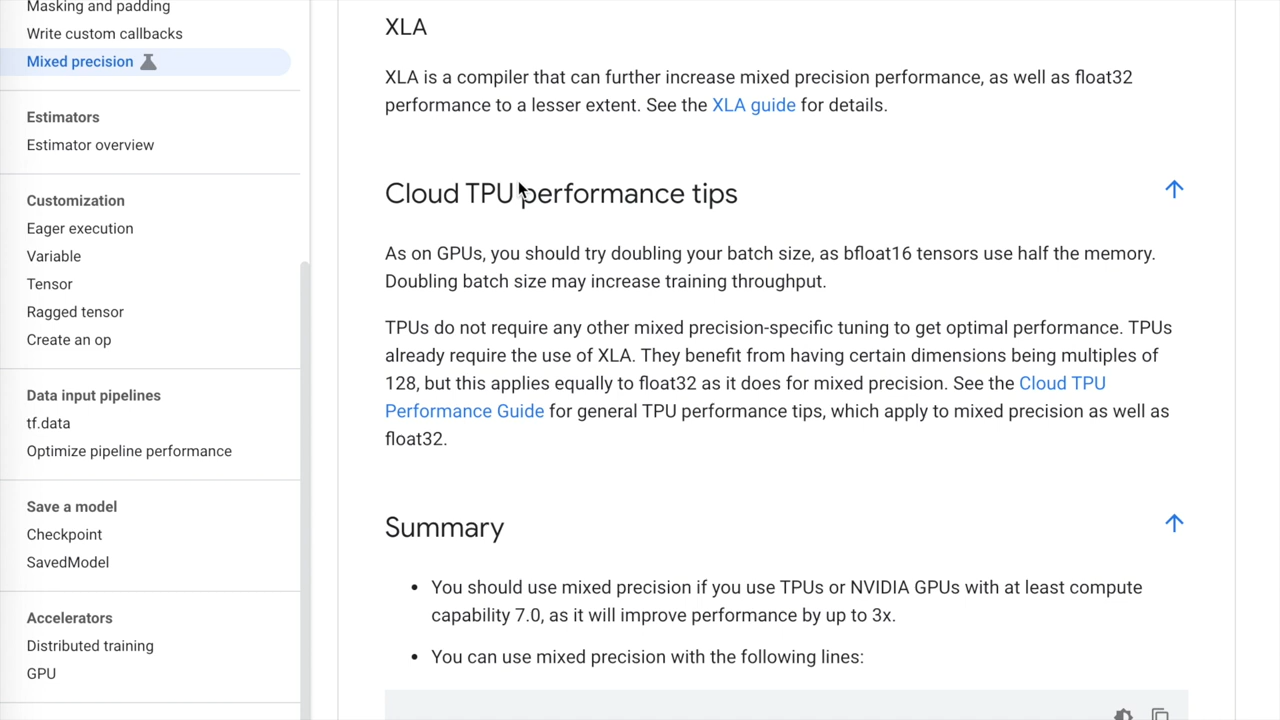 Masking and padding
Write custom callbacks
Mixed precision
Estimators
Estimator overview
Customization
Eager execution
Variable
Tensor
Ragged tensor
Create an op
Data input pipelines
tf.data
Optimize pipeline performance
Save a model
Checkpoint
SavedModel
Accelerators
Distributed training
GPU
XLA
XLA is a compiler that can further increase mixed precision performance, as well as float32
performance to a lesser extent. See the XLA guide for details.
Cloud TPU performance tips
As on GPUs, you should try doubling your batch size, as bfloat16 tensors use half the memory.
Doubling batch size may increase training throughput.
TPUs do not require any other mixed precision-specific tuning to get optimal performance. TPUs
already require the use of XLA. They benefit from having certain dimensions being multiples of
128, but this applies equally to float32 as it does for mixed precision. See the Cloud TPU
Performance Guide for general TPU performance tips, which apply to mixed precision as well as
float32.
Summary
• You should use mixed precision if you use TPUs or NVIDIA GPUs with at least compute
capability 7.0, as it will improve performance by up to 3x.
• You can use mixed precision with the following lines: